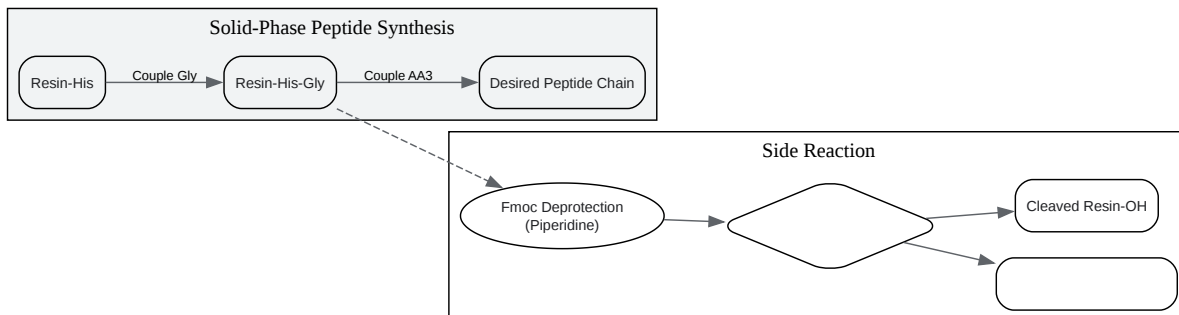 Solid-Phase Peptide Synthesis
Resin-His
Couple Gly
Resin-His-Gly
Couple AA3
Desired Peptide Chain
Side Reaction
Fmoc Deprotection
(Piperidine)
Cleaved Resin-OH